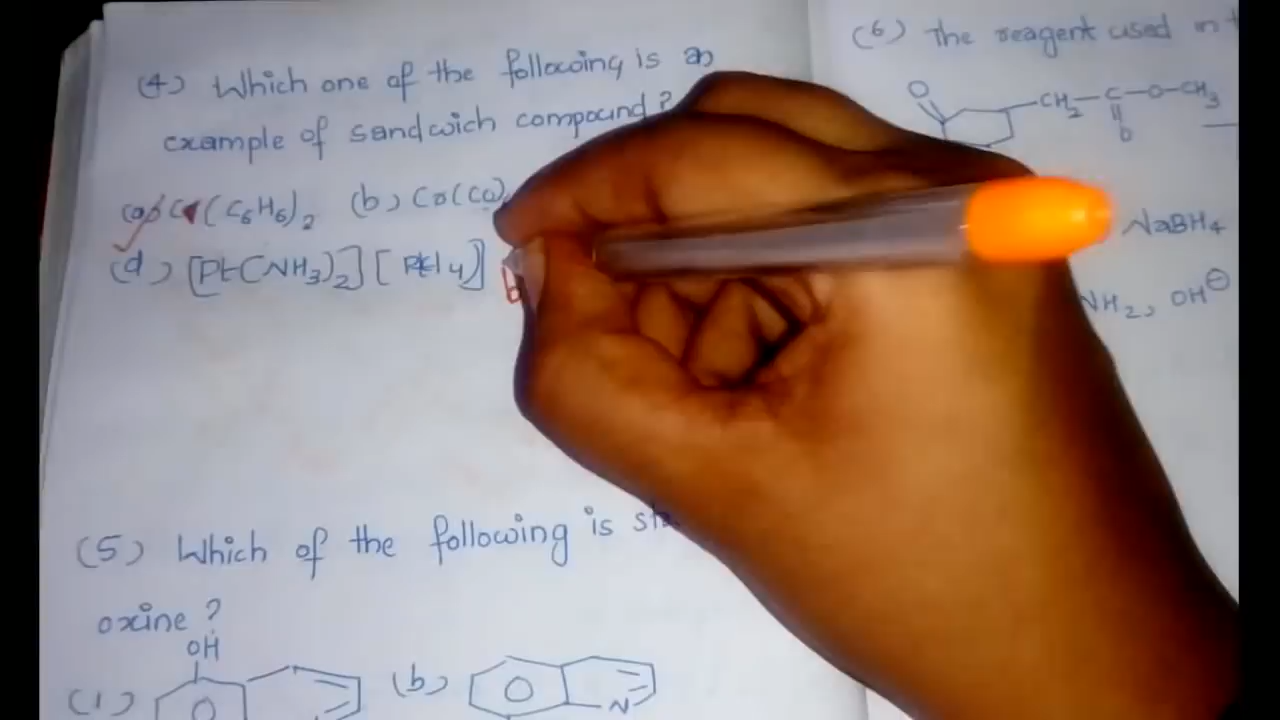 (4) Which one of the following is an
example of sandwich compound?
(a) Cr(C6H6)2 (b) Co(CO)
(d) [Pt(NH3)2][PtCl4]
(5) Which of the following is
oxine?
OH
(1)
(b)
N
(6) The reagent used in
O
CH2-C-O-CH3
O
NaBH4
NH2, OH⊖